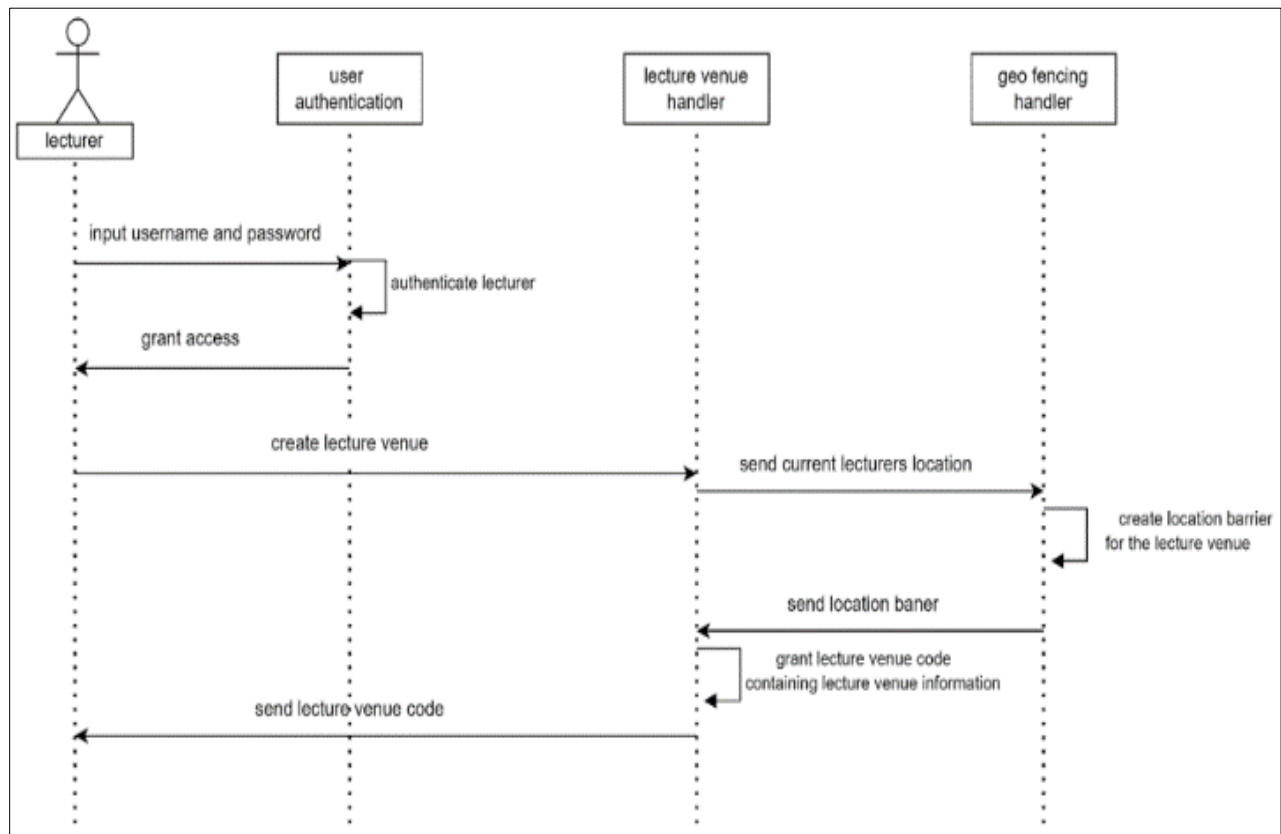 user
authentication
lecture venue
handler
geo fencing
handler
lecturer
input username and password
authenticate lecturer
grant access
create lecture venue
send current lecturers location
create location barrier
for the lecture venue
send location baner
grant lecture venue code
containing lecture venue information
send lecture venue code